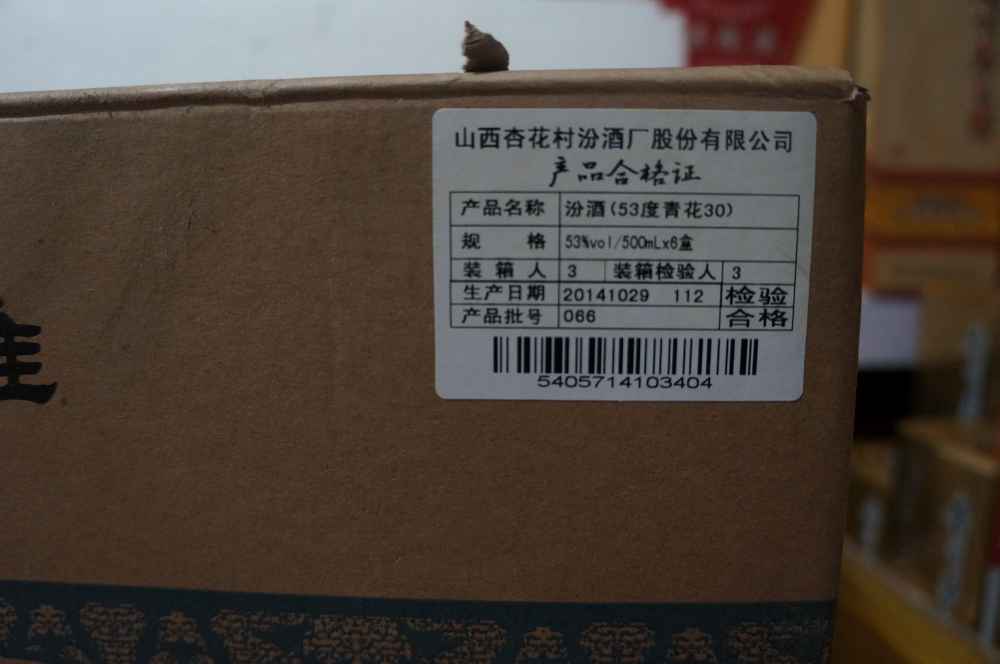 山西杏花村汾酒厂股份有限公司
产品合格证
产品名称 汾酒(53度青花30)
规 格 53%vol/500mLx6盒
装箱人 3 装箱检验人 3
生产日期 20141029 112 检验
产品批号 066 合格
5405714103404